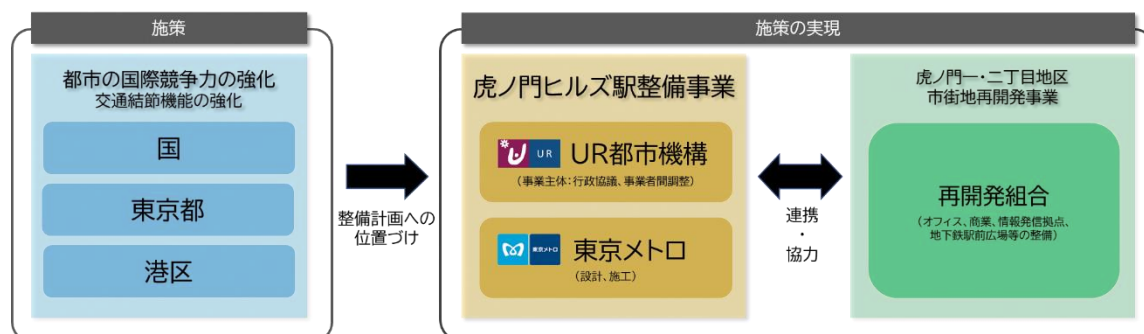 施策
都市の国際競争力の強化
交通結節機能の強化
国
東京都
港区
整備計画への
位置づけ
施策の実現
虎ノ門ヒルズ駅整備事業
UR UR都市機構
(事業主体:行政協議、事業者間調整)
東京メトロ 東京メトロ
(設計、施工)
連携
・
協力
虎ノ門一・二丁目地区
市街地再開発事業
再開発組合
(オフィス、商業、情報発信拠点、
地下鉄駅前広場等の整備)